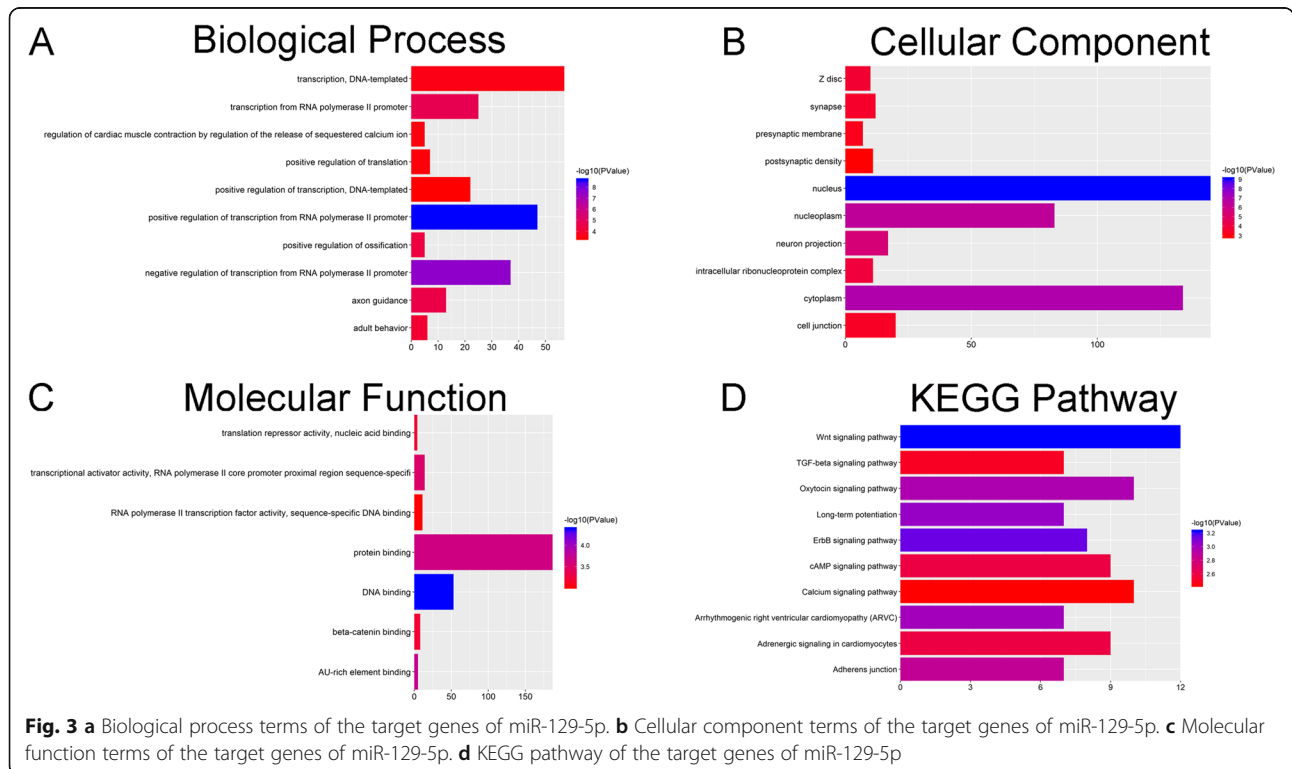 A
Biological Process
transcription, DNA-templated
transcription from RNA polymerase II promoter
regulation of cardiac muscle contraction by regulation of the release of sequestered calcium ion
positive regulation of translation
positive regulation of transcription, DNA-templated
positive regulation of transcription from RNA polymerase II promoter
positive regulation of ossification
negative regulation of transcription from RNA polymerase II promoter
axon guidance
adult behavior
0 10 20 30 40 50
-log10(PValue)
8
7
6
5
4
B
Cellular Component
Z disc
synapse
presynaptic membrane
postsynaptic density
nucleus
nucleoplasm
neuron projection
intracellular ribonucleoprotein complex
cytoplasm
cell junction
0 50 100
-log10(PValue)
9
8
7
6
5
4
3
C
Molecular Function
translation repressor activity, nucleic acid binding
transcriptional activator activity, RNA polymerase II core promoter proximal region sequence-specifi
RNA polymerase II transcription factor activity, sequence-specific DNA binding
protein binding
DNA binding
beta-catenin binding
AU-rich element binding
0 50 100 150
-log10(PValue)
4.0
3.5
D
KEGG Pathway
Wnt signaling pathway
TGF-beta signaling pathway
Oxytocin signaling pathway
Long-term potentiation
ErbB signaling pathway
cAMP signaling pathway
Calcium signaling pathway
Arrhythmogenic right ventricular cardiomyopathy (ARVC)
Adrenergic signaling in cardiomyocytes
Adherens junction
0 3 6 9 12
-log10(PValue)
3.2
3.0
2.8
2.6
Fig. 3 a Biological process terms of the target genes of miR-129-5p. b Cellular component terms of the target genes of miR-129-5p. c Molecular
function terms of the target genes of miR-129-5p. d KEGG pathway of the target genes of miR-129-5p